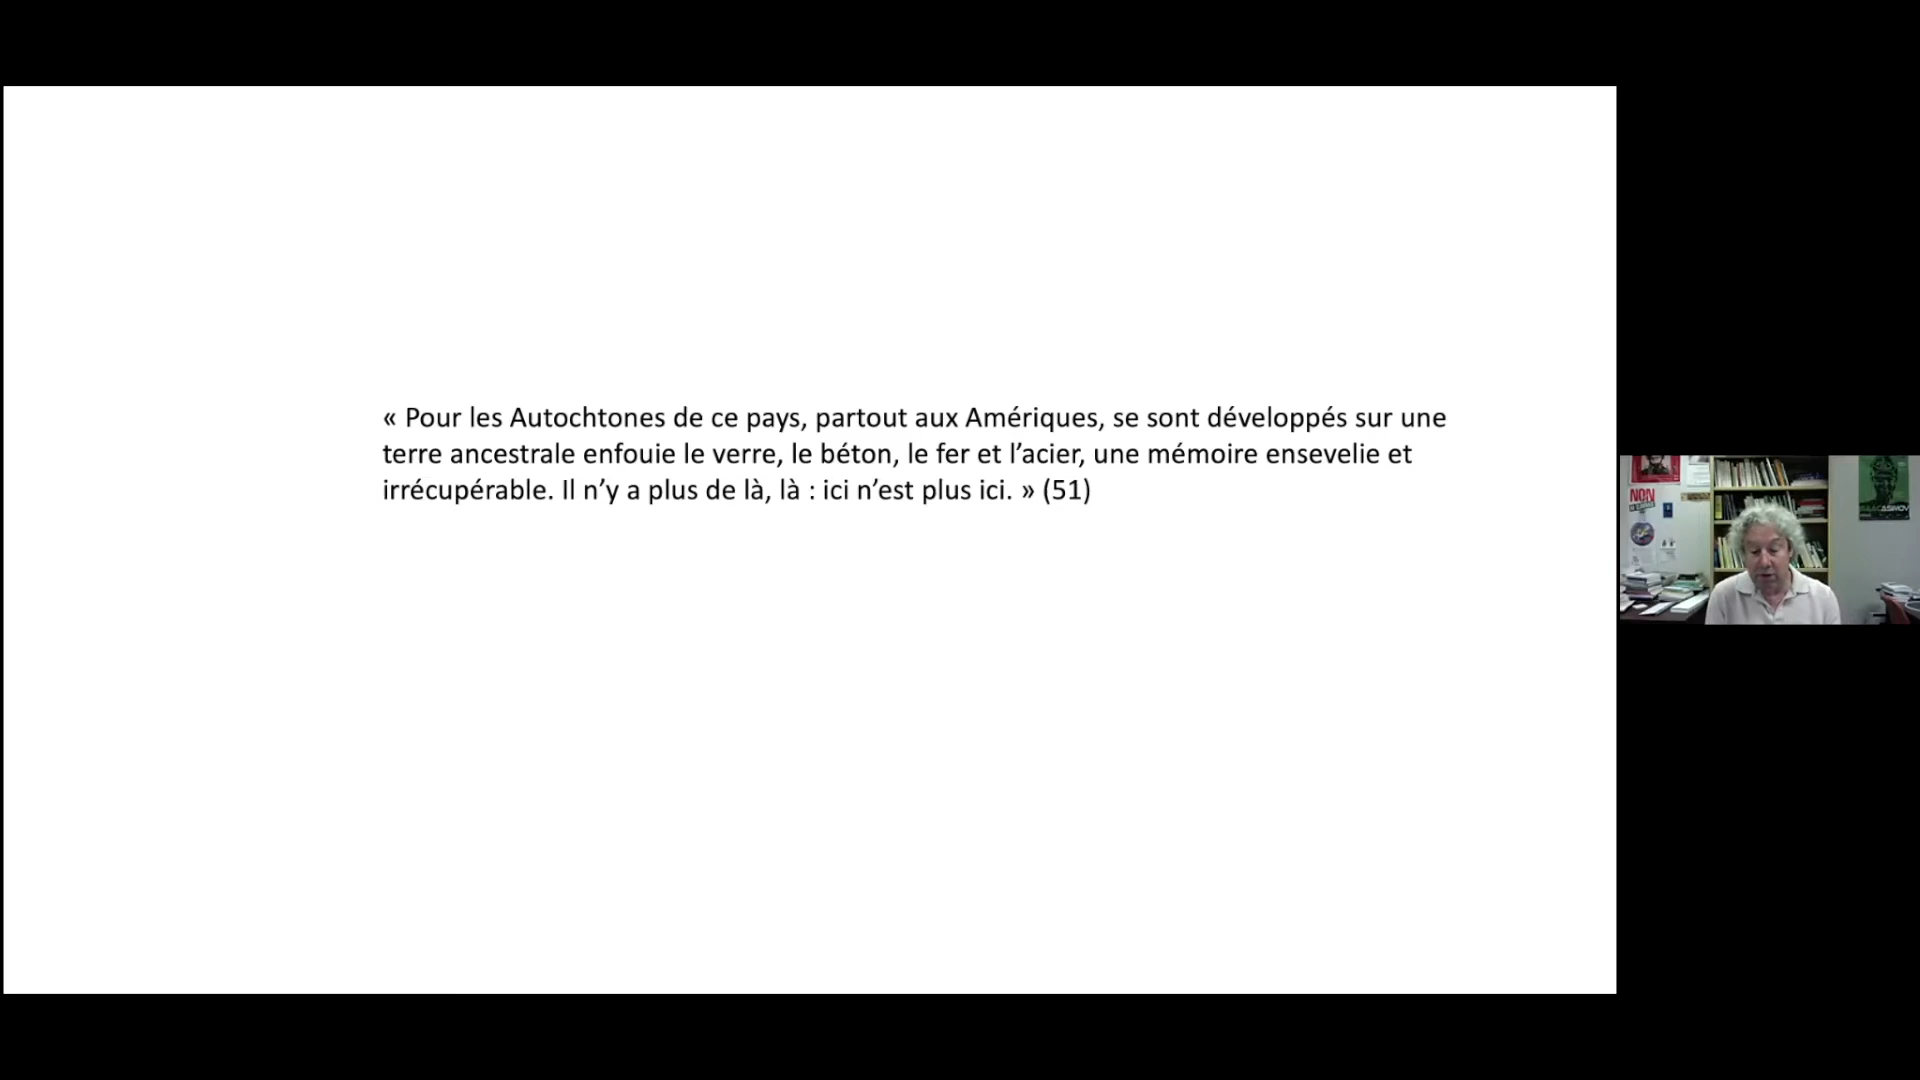 « Pour les Autochtones de ce pays, partout aux Amériques, se sont développés sur une
terre ancestrale enfouie le verre, le béton, le fer et l’acier, une mémoire ensevelie et
irrécupérable. Il n’y a plus de là, là : ici n’est plus ici. » (51)
NON
ASIMOV